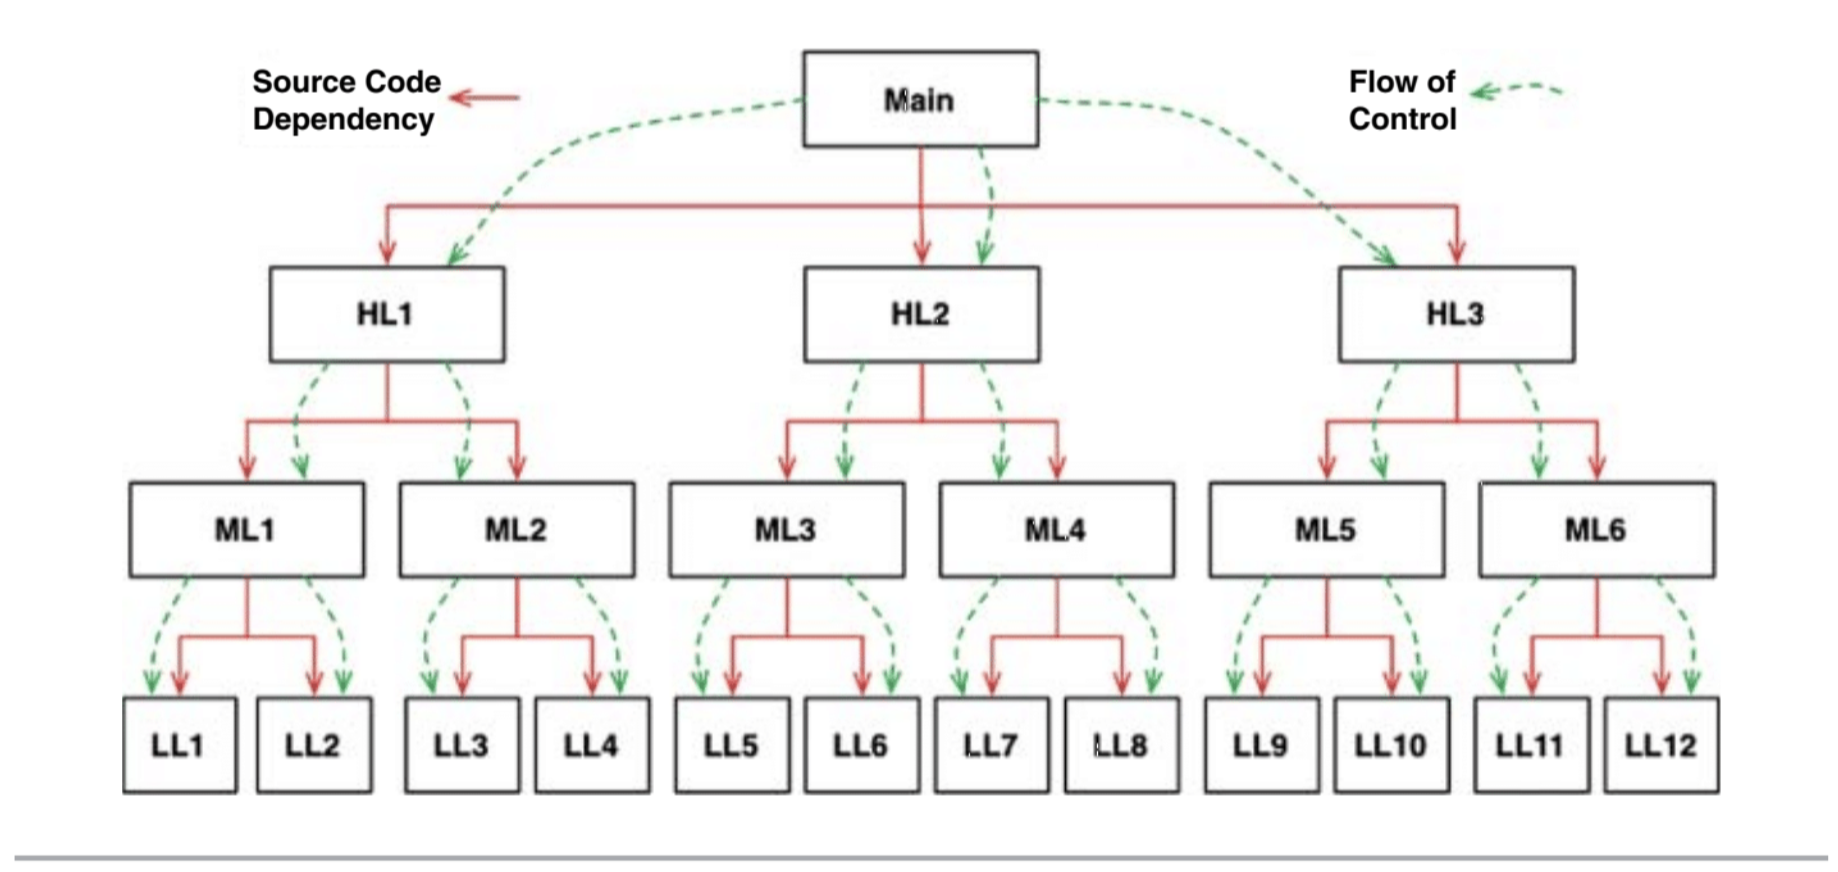 Source Code
Dependency
Main
Flow of
Control
HL1
HL2
HL3
ML1
ML2
ML3
ML4
ML5
ML6
LL1
LL2
LL3
LL4
LL5
LL6
LL7
LL8
LL9
LL10
LL11
LL12